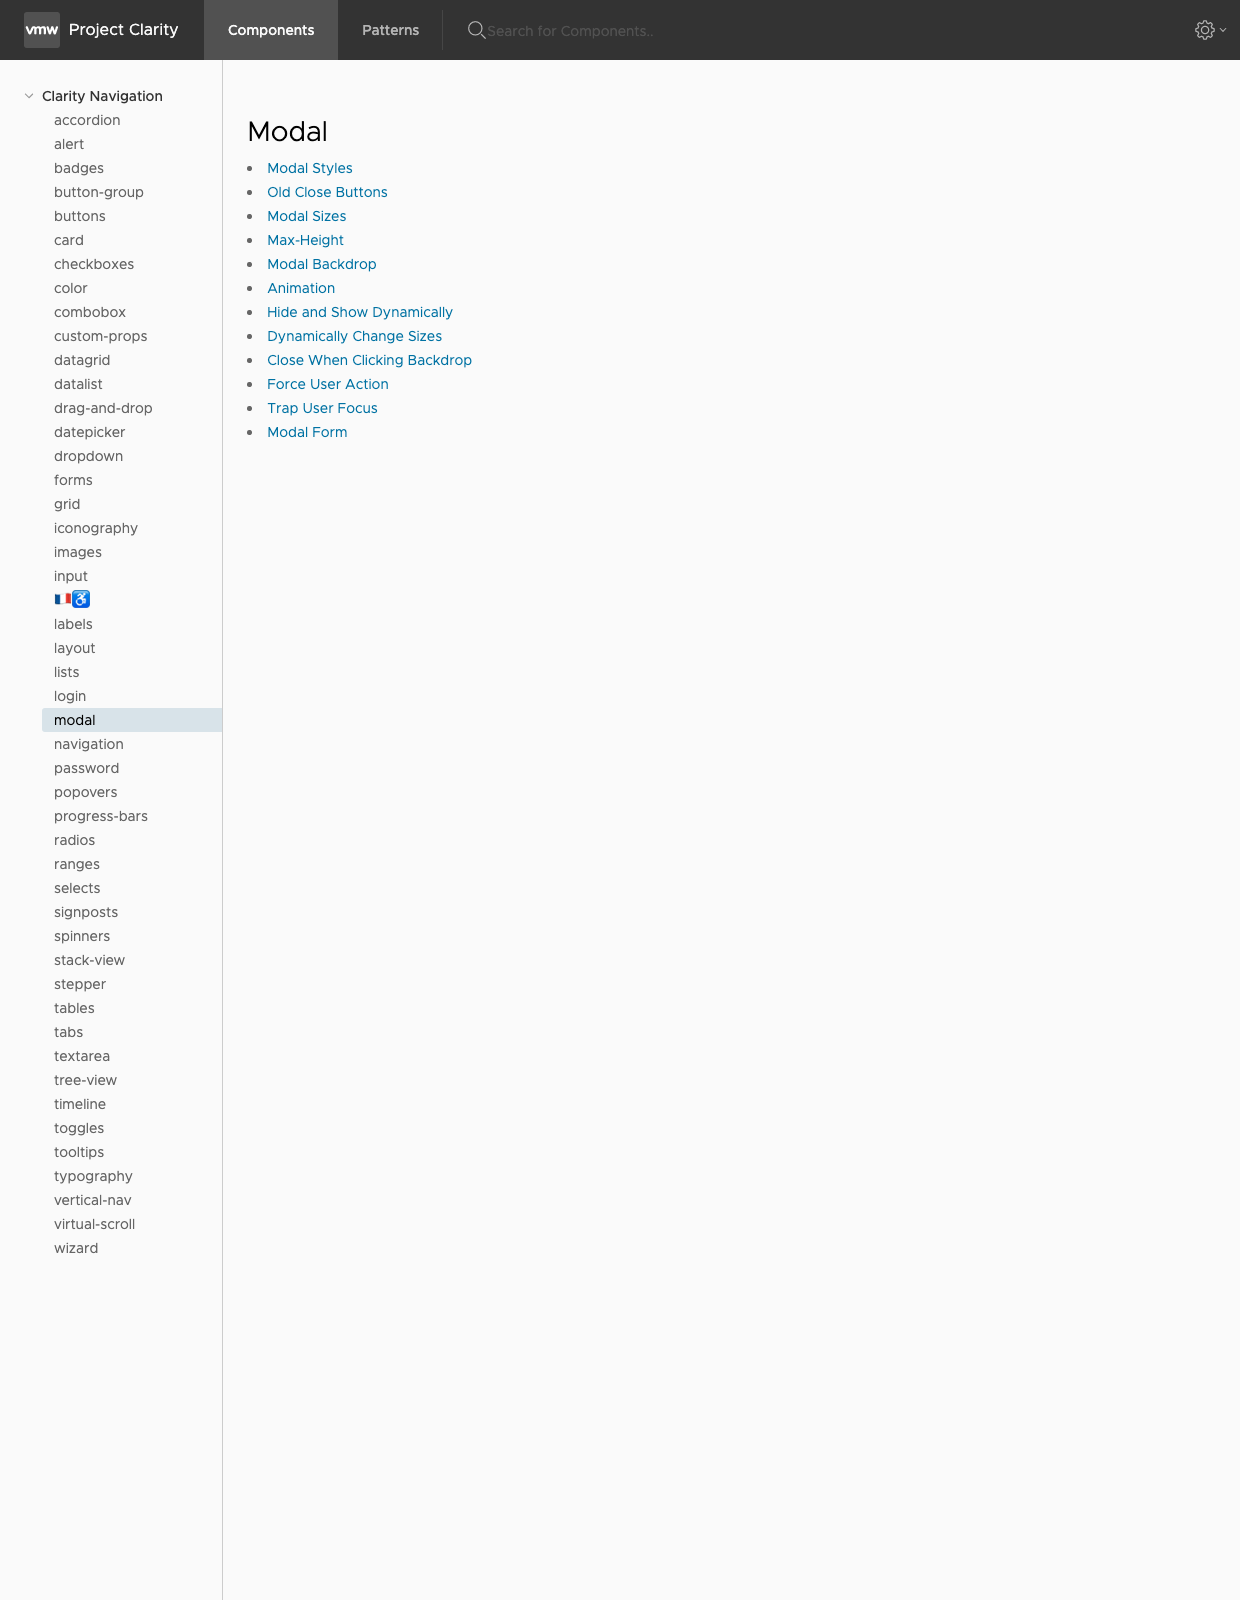 vmw Project Clarity Components Patterns Search for Components..
Clarity Navigation
accordion
alert
badges
button-group
buttons
card
checkboxes
color
combobox
custom-props
datagrid
datalist
drag-and-drop
datepicker
dropdown
forms
grid
iconography
images
input
🇫🇷♿
labels
layout
lists
login
modal
navigation
password
popovers
progress-bars
radios
ranges
selects
signposts
spinners
stack-view
stepper
tables
tabs
textarea
tree-view
timeline
toggles
tooltips
typography
vertical-nav
virtual-scroll
wizard
Modal
Modal Styles
Old Close Buttons
Modal Sizes
Max-Height
Modal Backdrop
Animation
Hide and Show Dynamically
Dynamically Change Sizes
Close When Clicking Backdrop
Force User Action
Trap User Focus
Modal Form